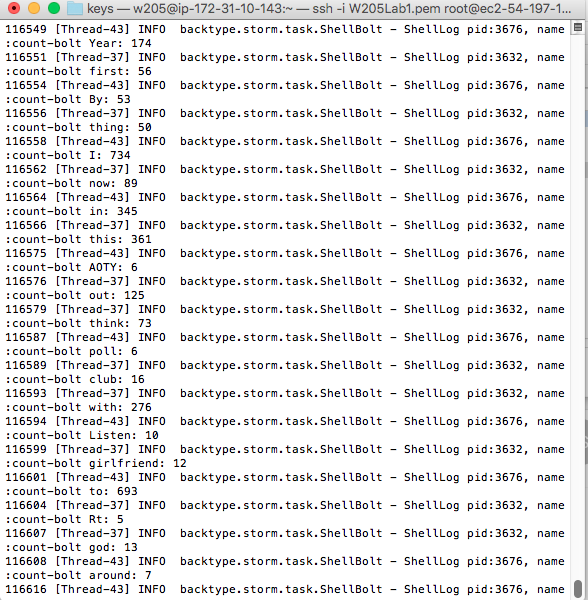 keys — w205@ip-172-31-10-143:~ — ssh -i W205Lab1.pem root@ec2-54-197-1...
116549 [Thread-43] INFO  backtype.storm.task.ShellBolt - ShellLog pid:3676, name
:count-bolt Year: 174
116551 [Thread-37] INFO  backtype.storm.task.ShellBolt - ShellLog pid:3632, name
:count-bolt first: 56
116554 [Thread-43] INFO  backtype.storm.task.ShellBolt - ShellLog pid:3676, name
:count-bolt By: 53
116556 [Thread-37] INFO  backtype.storm.task.ShellBolt - ShellLog pid:3632, name
:count-bolt thing: 50
116558 [Thread-43] INFO  backtype.storm.task.ShellBolt - ShellLog pid:3676, name
:count-bolt I: 734
116562 [Thread-37] INFO  backtype.storm.task.ShellBolt - ShellLog pid:3632, name
:count-bolt now: 89
116564 [Thread-43] INFO  backtype.storm.task.ShellBolt - ShellLog pid:3676, name
:count-bolt in: 345
116566 [Thread-37] INFO  backtype.storm.task.ShellBolt - ShellLog pid:3632, name
:count-bolt this: 361
116575 [Thread-43] INFO  backtype.storm.task.ShellBolt - ShellLog pid:3676, name
:count-bolt AOTY: 6
116576 [Thread-37] INFO  backtype.storm.task.ShellBolt - ShellLog pid:3632, name
:count-bolt out: 125
116579 [Thread-37] INFO  backtype.storm.task.ShellBolt - ShellLog pid:3632, name
:count-bolt think: 73
116587 [Thread-43] INFO  backtype.storm.task.ShellBolt - ShellLog pid:3676, name
:count-bolt poll: 6
116589 [Thread-37] INFO  backtype.storm.task.ShellBolt - ShellLog pid:3632, name
:count-bolt club: 16
116593 [Thread-37] INFO  backtype.storm.task.ShellBolt - ShellLog pid:3632, name
:count-bolt with: 276
116594 [Thread-43] INFO  backtype.storm.task.ShellBolt - ShellLog pid:3676, name
:count-bolt Listen: 10
116599 [Thread-37] INFO  backtype.storm.task.ShellBolt - ShellLog pid:3632, name
:count-bolt girlfriend: 12
116601 [Thread-43] INFO  backtype.storm.task.ShellBolt - ShellLog pid:3676, name
:count-bolt to: 693
116604 [Thread-37] INFO  backtype.storm.task.ShellBolt - ShellLog pid:3632, name
:count-bolt Rt: 5
116607 [Thread-37] INFO  backtype.storm.task.ShellBolt - ShellLog pid:3632, name
:count-bolt god: 13
116608 [Thread-43] INFO  backtype.storm.task.ShellBolt - ShellLog pid:3676, name
:count-bolt around: 7
116616 [Thread-43] INFO  backtype.storm.task.ShellBolt - ShellLog pid:3676, name